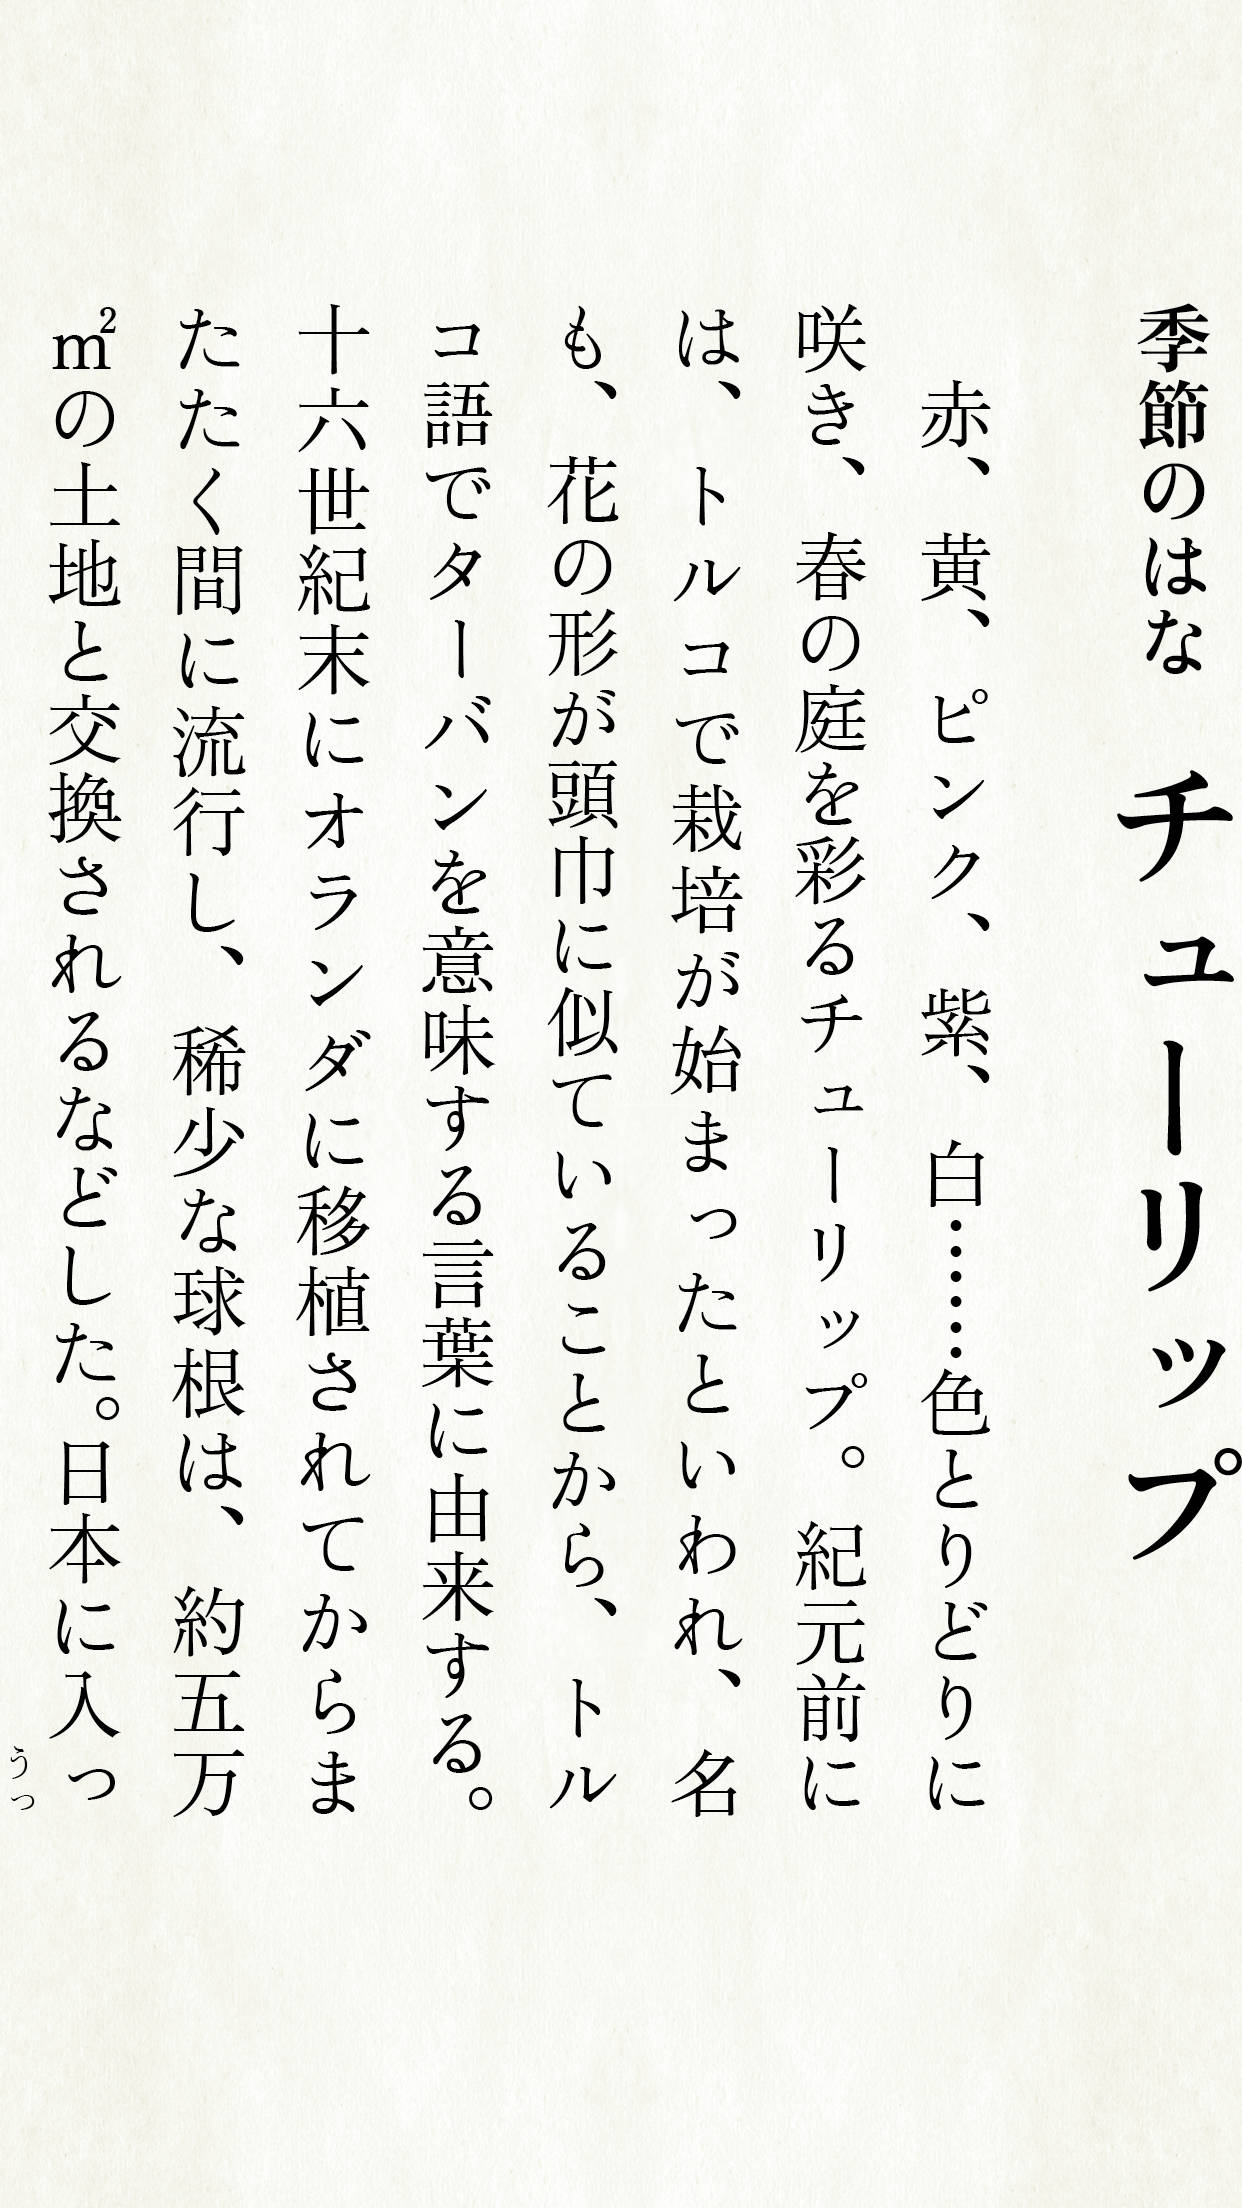 季節のはな チューリップ
赤、黄、ピンク、紫、白……色とりどりに
咲き、春の庭を彩るチューリップ。紀元前に
は、トルコで栽培が始まったといわれ、名
も、花の形が頭巾に似ていることから、トル
コ語でターバンを意味する言葉に由来する。
十六世紀末にオランダに移植されてからま
たたく間に流行し、稀少な球根は、約五万
㎡の土地と交換されるなどした。日本に入っ
うっ